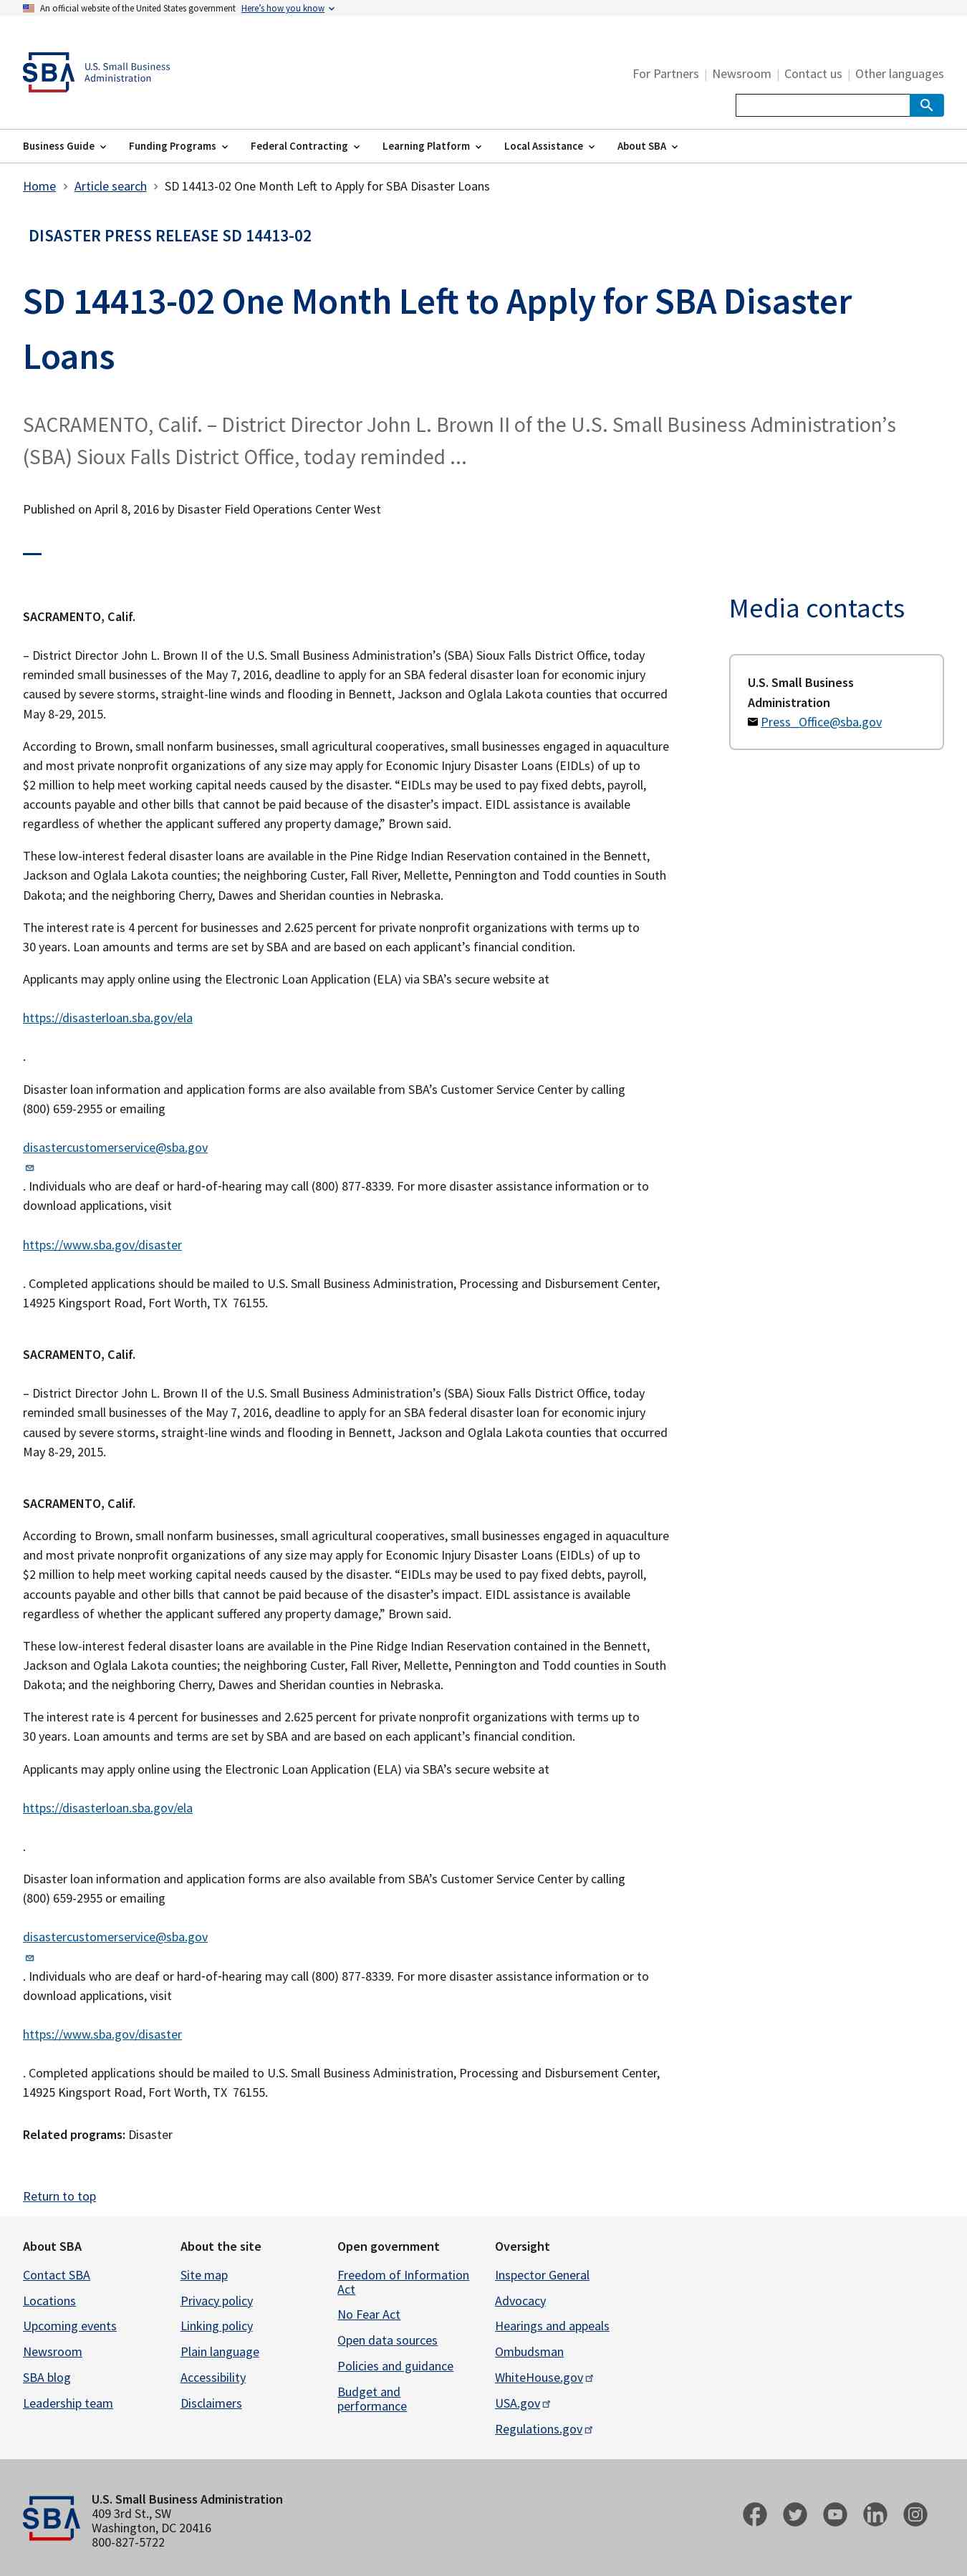 An official website of the United States government Here's how you know
SBA U.S. Small Business
Administration
For Partners | Newsroom | Contact us | Other languages
Business Guide Funding Programs Federal Contracting Learning Platform Local Assistance About SBA
Home > Article search > SD 14413-02 One Month Left to Apply for SBA Disaster Loans
DISASTER PRESS RELEASE SD 14413-02
SD 14413-02 One Month Left to Apply for SBA Disaster
Loans
SACRAMENTO, Calif. – District Director John L. Brown II of the U.S. Small Business Administration’s
(SBA) Sioux Falls District Office, today reminded ...
Published on April 8, 2016 by Disaster Field Operations Center West
SACRAMENTO, Calif.
– District Director John L. Brown II of the U.S. Small Business Administration’s (SBA) Sioux Falls District Office, today
reminded small businesses of the May 7, 2016, deadline to apply for an SBA federal disaster loan for economic injury
caused by severe storms, straight-line winds and flooding in Bennett, Jackson and Oglala Lakota counties that occurred
May 8-29, 2015.
According to Brown, small nonfarm businesses, small agricultural cooperatives, small businesses engaged in aquaculture
and most private nonprofit organizations of any size may apply for Economic Injury Disaster Loans (EIDLs) of up to
$2 million to help meet working capital needs caused by the disaster. “EIDLs may be used to pay fixed debts, payroll,
accounts payable and other bills that cannot be paid because of the disaster’s impact. EIDL assistance is available
regardless of whether the applicant suffered any property damage,” Brown said.
These low-interest federal disaster loans are available in the Pine Ridge Indian Reservation contained in the Bennett,
Jackson and Oglala Lakota counties; the neighboring Custer, Fall River, Mellette, Pennington and Todd counties in South
Dakota; and the neighboring Cherry, Dawes and Sheridan counties in Nebraska.
The interest rate is 4 percent for businesses and 2.625 percent for private nonprofit organizations with terms up to
30 years. Loan amounts and terms are set by SBA and are based on each applicant’s financial condition.
Applicants may apply online using the Electronic Loan Application (ELA) via SBA’s secure website at
https://disasterloan.sba.gov/ela
.
Disaster loan information and application forms are also available from SBA’s Customer Service Center by calling
(800) 659-2955 or emailing
disastercustomerservice@sba.gov
. Individuals who are deaf or hard-of-hearing may call (800) 877-8339. For more disaster assistance information or to
download applications, visit
https://www.sba.gov/disaster
. Completed applications should be mailed to U.S. Small Business Administration, Processing and Disbursement Center,
14925 Kingsport Road, Fort Worth, TX 76155.
SACRAMENTO, Calif.
– District Director John L. Brown II of the U.S. Small Business Administration’s (SBA) Sioux Falls District Office, today
reminded small businesses of the May 7, 2016, deadline to apply for an SBA federal disaster loan for economic injury
caused by severe storms, straight-line winds and flooding in Bennett, Jackson and Oglala Lakota counties that occurred
May 8-29, 2015.
SACRAMENTO, Calif.
According to Brown, small nonfarm businesses, small agricultural cooperatives, small businesses engaged in aquaculture
and most private nonprofit organizations of any size may apply for Economic Injury Disaster Loans (EIDLs) of up to
$2 million to help meet working capital needs caused by the disaster. “EIDLs may be used to pay fixed debts, payroll,
accounts payable and other bills that cannot be paid because of the disaster’s impact. EIDL assistance is available
regardless of whether the applicant suffered any property damage,” Brown said.
These low-interest federal disaster loans are available in the Pine Ridge Indian Reservation contained in the Bennett,
Jackson and Oglala Lakota counties; the neighboring Custer, Fall River, Mellette, Pennington and Todd counties in South
Dakota; and the neighboring Cherry, Dawes and Sheridan counties in Nebraska.
The interest rate is 4 percent for businesses and 2.625 percent for private nonprofit organizations with terms up to
30 years. Loan amounts and terms are set by SBA and are based on each applicant’s financial condition.
Applicants may apply online using the Electronic Loan Application (ELA) via SBA’s secure website at
https://disasterloan.sba.gov/ela
.
Disaster loan information and application forms are also available from SBA’s Customer Service Center by calling
(800) 659-2955 or emailing
disastercustomerservice@sba.gov
. Individuals who are deaf or hard-of-hearing may call (800) 877-8339. For more disaster assistance information or to
download applications, visit
https://www.sba.gov/disaster
. Completed applications should be mailed to U.S. Small Business Administration, Processing and Disbursement Center,
14925 Kingsport Road, Fort Worth, TX 76155.
Related programs: Disaster
Media contacts
U.S. Small Business
Administration
Press_Office@sba.gov
Return to top
About SBA
Contact SBA
Locations
Upcoming events
Newsroom
SBA blog
Leadership team
About the site
Site map
Privacy policy
Linking policy
Plain language
Accessibility
Disclaimers
Open government
Freedom of Information
Act
No Fear Act
Open data sources
Policies and guidance
Budget and
performance
Oversight
Inspector General
Advocacy
Hearings and appeals
Ombudsman
WhiteHouse.gov
USA.gov
Regulations.gov
SBA
U.S. Small Business Administration
409 3rd St., SW
Washington, DC 20416
800-827-5722